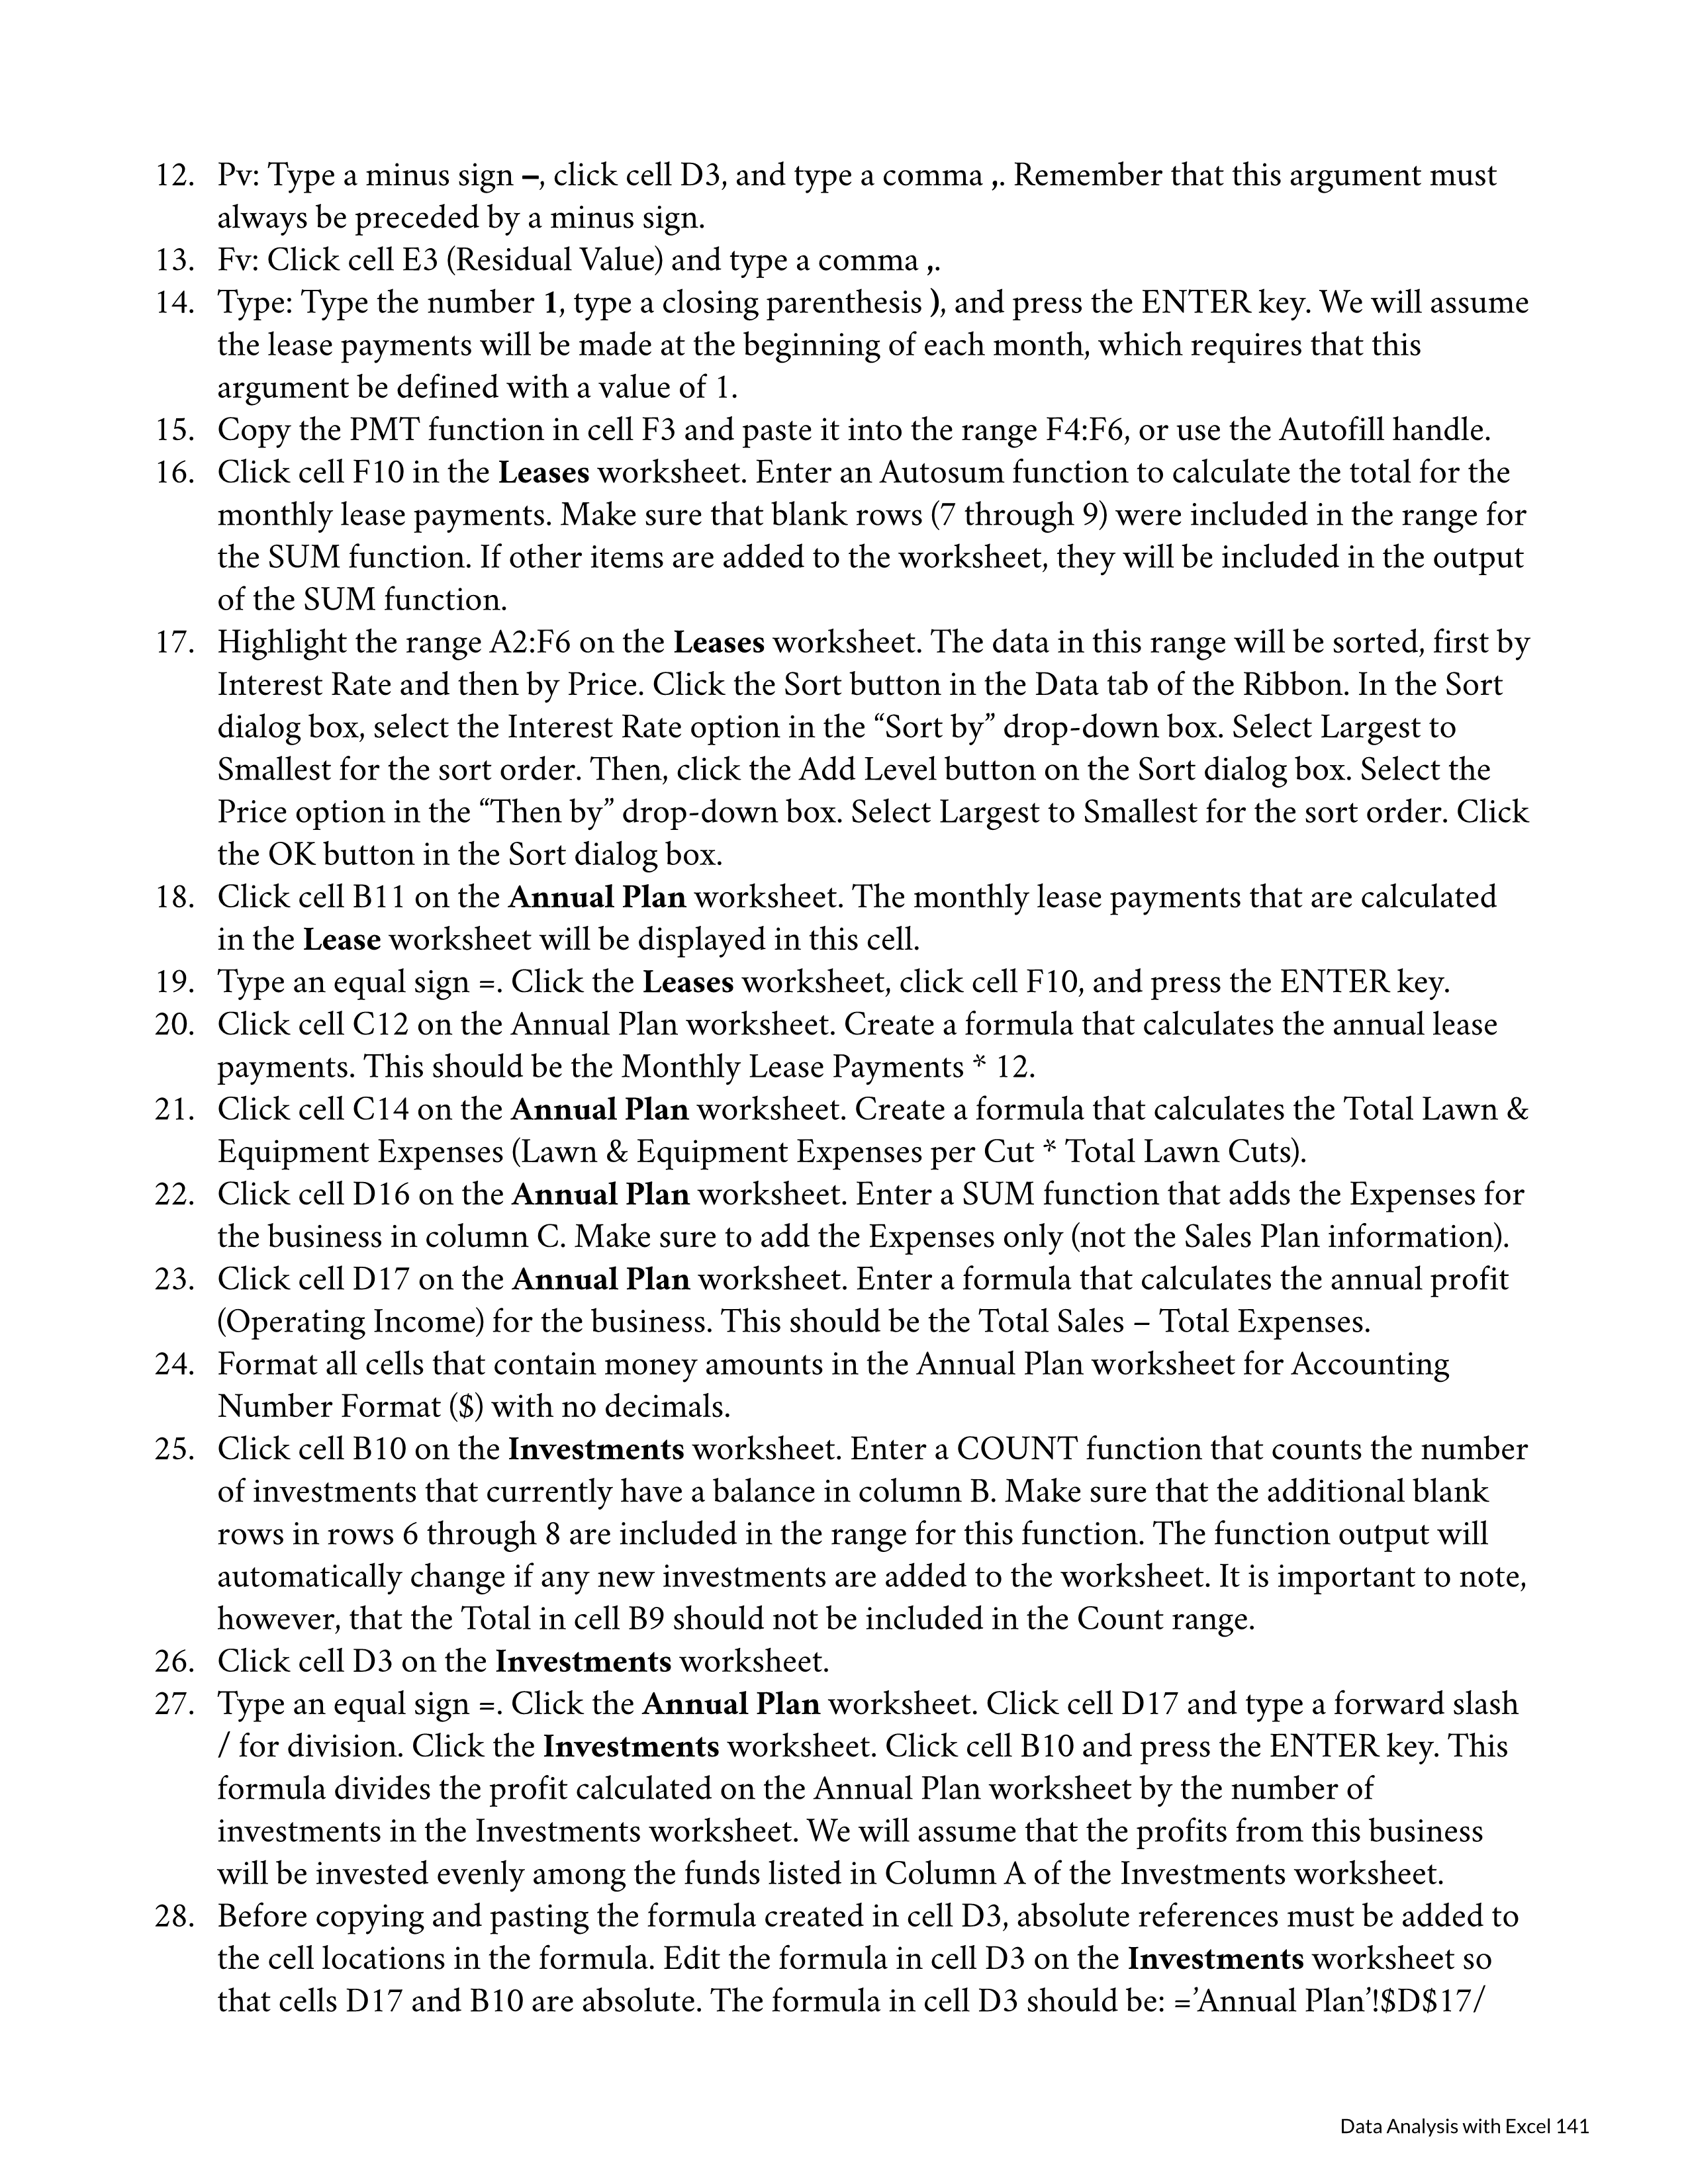 12. Pv: Type a minus sign –, click cell D3, and type a comma ,. Remember that this argument must
always be preceded by a minus sign.
13. Fv: Click cell E3 (Residual Value) and type a comma ,.
14. Type: Type the number 1, type a closing parenthesis ), and press the ENTER key. We will assume
the lease payments will be made at the beginning of each month, which requires that this
argument be defined with a value of 1.
15. Copy the PMT function in cell F3 and paste it into the range F4:F6, or use the Autofill handle.
16. Click cell F10 in the Leases worksheet. Enter an Autosum function to calculate the total for the
monthly lease payments. Make sure that blank rows (7 through 9) were included in the range for
the SUM function. If other items are added to the worksheet, they will be included in the output
of the SUM function.
17. Highlight the range A2:F6 on the Leases worksheet. The data in this range will be sorted, first by
Interest Rate and then by Price. Click the Sort button in the Data tab of the Ribbon. In the Sort
dialog box, select the Interest Rate option in the “Sort by” drop-down box. Select Largest to
Smallest for the sort order. Then, click the Add Level button on the Sort dialog box. Select the
Price option in the “Then by” drop-down box. Select Largest to Smallest for the sort order. Click
the OK button in the Sort dialog box.
18. Click cell B11 on the Annual Plan worksheet. The monthly lease payments that are calculated
in the Lease worksheet will be displayed in this cell.
19. Type an equal sign =. Click the Leases worksheet, click cell F10, and press the ENTER key.
20. Click cell C12 on the Annual Plan worksheet. Create a formula that calculates the annual lease
payments. This should be the Monthly Lease Payments * 12.
21. Click cell C14 on the Annual Plan worksheet. Create a formula that calculates the Total Lawn &
Equipment Expenses (Lawn & Equipment Expenses per Cut * Total Lawn Cuts).
22. Click cell D16 on the Annual Plan worksheet. Enter a SUM function that adds the Expenses for
the business in column C. Make sure to add the Expenses only (not the Sales Plan information).
23. Click cell D17 on the Annual Plan worksheet. Enter a formula that calculates the annual profit
(Operating Income) for the business. This should be the Total Sales – Total Expenses.
24. Format all cells that contain money amounts in the Annual Plan worksheet for Accounting
Number Format ($) with no decimals.
25. Click cell B10 on the Investments worksheet. Enter a COUNT function that counts the number
of investments that currently have a balance in column B. Make sure that the additional blank
rows in rows 6 through 8 are included in the range for this function. The function output will
automatically change if any new investments are added to the worksheet. It is important to note,
however, that the Total in cell B9 should not be included in the Count range.
26. Click cell D3 on the Investments worksheet.
27. Type an equal sign =. Click the Annual Plan worksheet. Click cell D17 and type a forward slash
/ for division. Click the Investments worksheet. Click cell B10 and press the ENTER key. This
formula divides the profit calculated on the Annual Plan worksheet by the number of
investments in the Investments worksheet. We will assume that the profits from this business
will be invested evenly among the funds listed in Column A of the Investments worksheet.
28. Before copying and pasting the formula created in cell D3, absolute references must be added to
the cell locations in the formula. Edit the formula in cell D3 on the Investments worksheet so
that cells D17 and B10 are absolute. The formula in cell D3 should be: =’Annual Plan’!$D$17/
Data Analysis with Excel 141